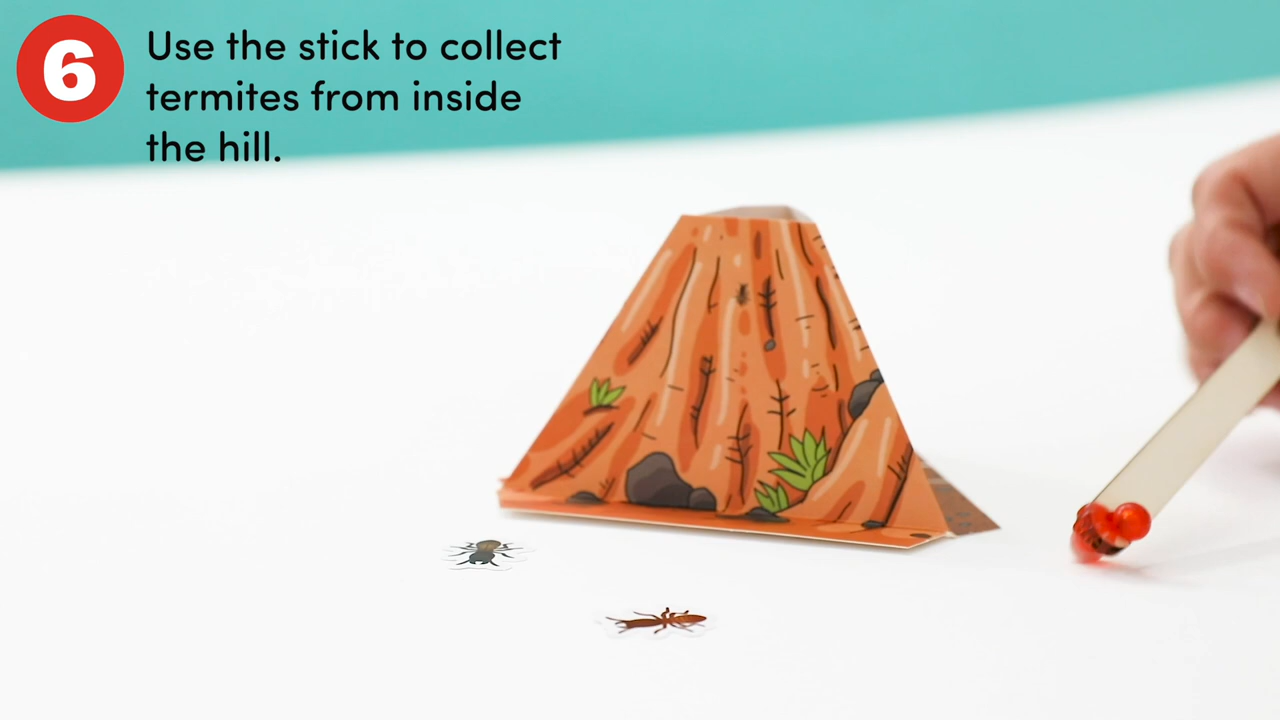 6
Use the stick to collect
termites from inside
the hill.